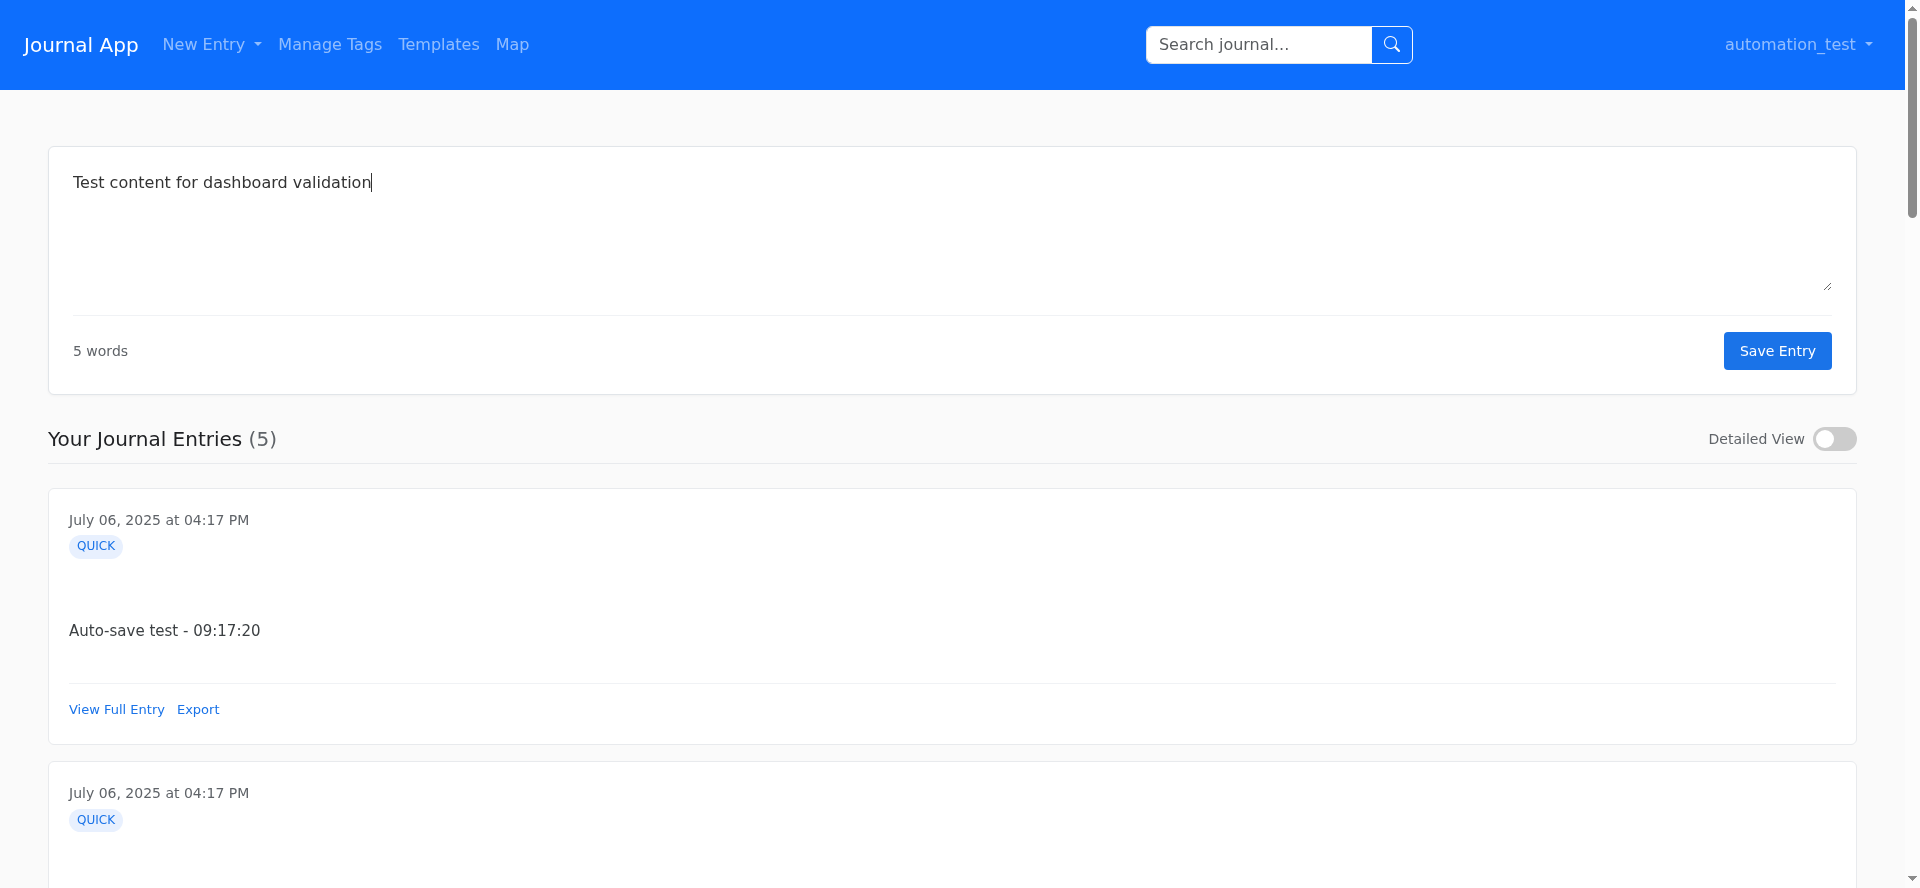 Journal App New Entry Manage Tags Templates Map Search journal... automation_test
Test content for dashboard validation
5 words Save Entry
Your Journal Entries (5) Detailed View
July 06, 2025 at 04:17 PM
QUICK
Auto-save test - 09:17:20
View Full Entry Export
July 06, 2025 at 04:17 PM
QUICK